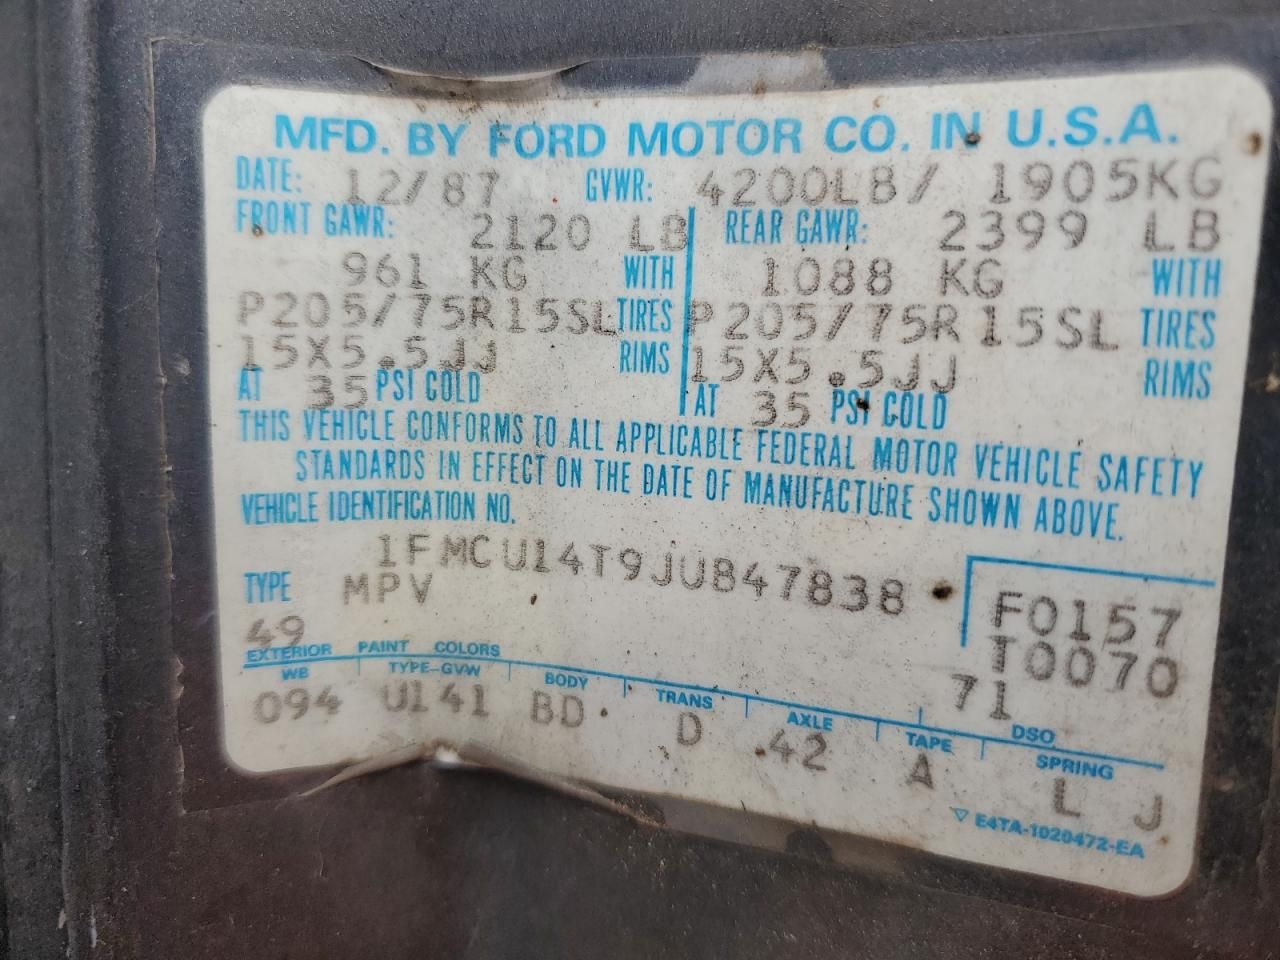 MFD. BY FORD MOTOR CO. IN U.S.A.
DATE: 12/87 GVWR: 4200LB/ 1905KG
FRONT GAWR: 2120 LB REAR GAWR: 2399 LB
961 KG WITH 1088 KG WITH
P205/75R15SL TIRES P205/75R15SL TIRES
15X5.5JJ RIMS 15X5.5JJ RIMS
AT 35 PSI COLD AT 35 PSI COLD
THIS VEHICLE CONFORMS TO ALL APPLICABLE FEDERAL MOTOR VEHICLE SAFETY
STANDARDS IN EFFECT ON THE DATE OF MANUFACTURE SHOWN ABOVE.
VEHICLE IDENTIFICATION NO.
1FMCU14T9JUB47838
TYPE MPV F0157
49 T0070
EXTERIOR PAINT COLORS 71 DSO
WB TYPE-GVW BODY TRANS AXLE TAPE SPRING
094 U141 BD D 42 A L J
▽ E4TA-1020472-EA